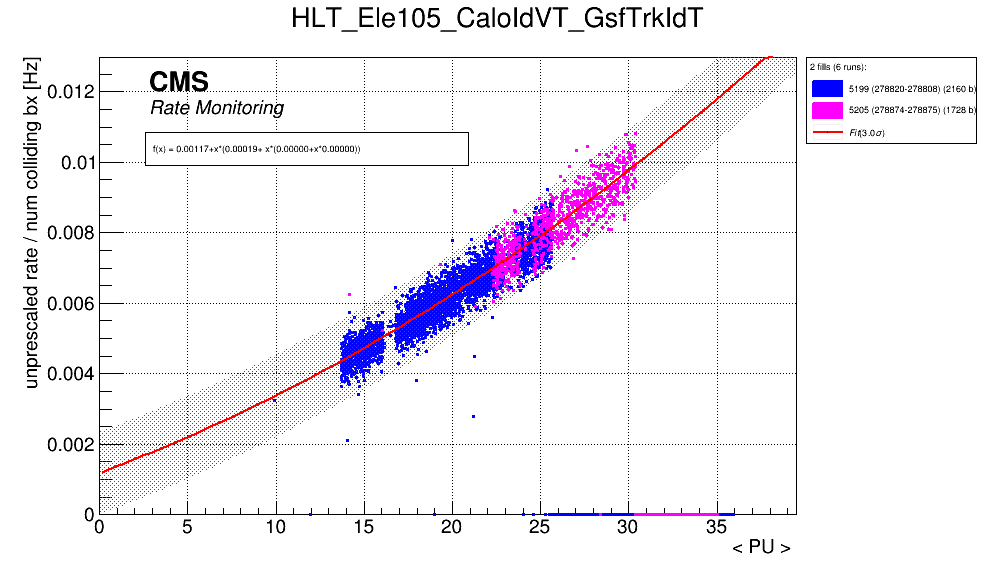 HLT_Ele105_CaloIdVT_GsfTrkIdT
unprescaled rate / num colliding bx [Hz]
CMS
Rate Monitoring
f(x) = 0.00117+x*(0.00019+ x*(0.00000+x*0.00000))
0.012
0.01
0.008
0.006
0.004
0.002
0
0 5 10 15 20 25 30 35
< PU >
2 fills (6 runs):
5199 (278820-278808) (2160 b)
5205 (278874-278875) (1728 b)
Fit(3.0σ)